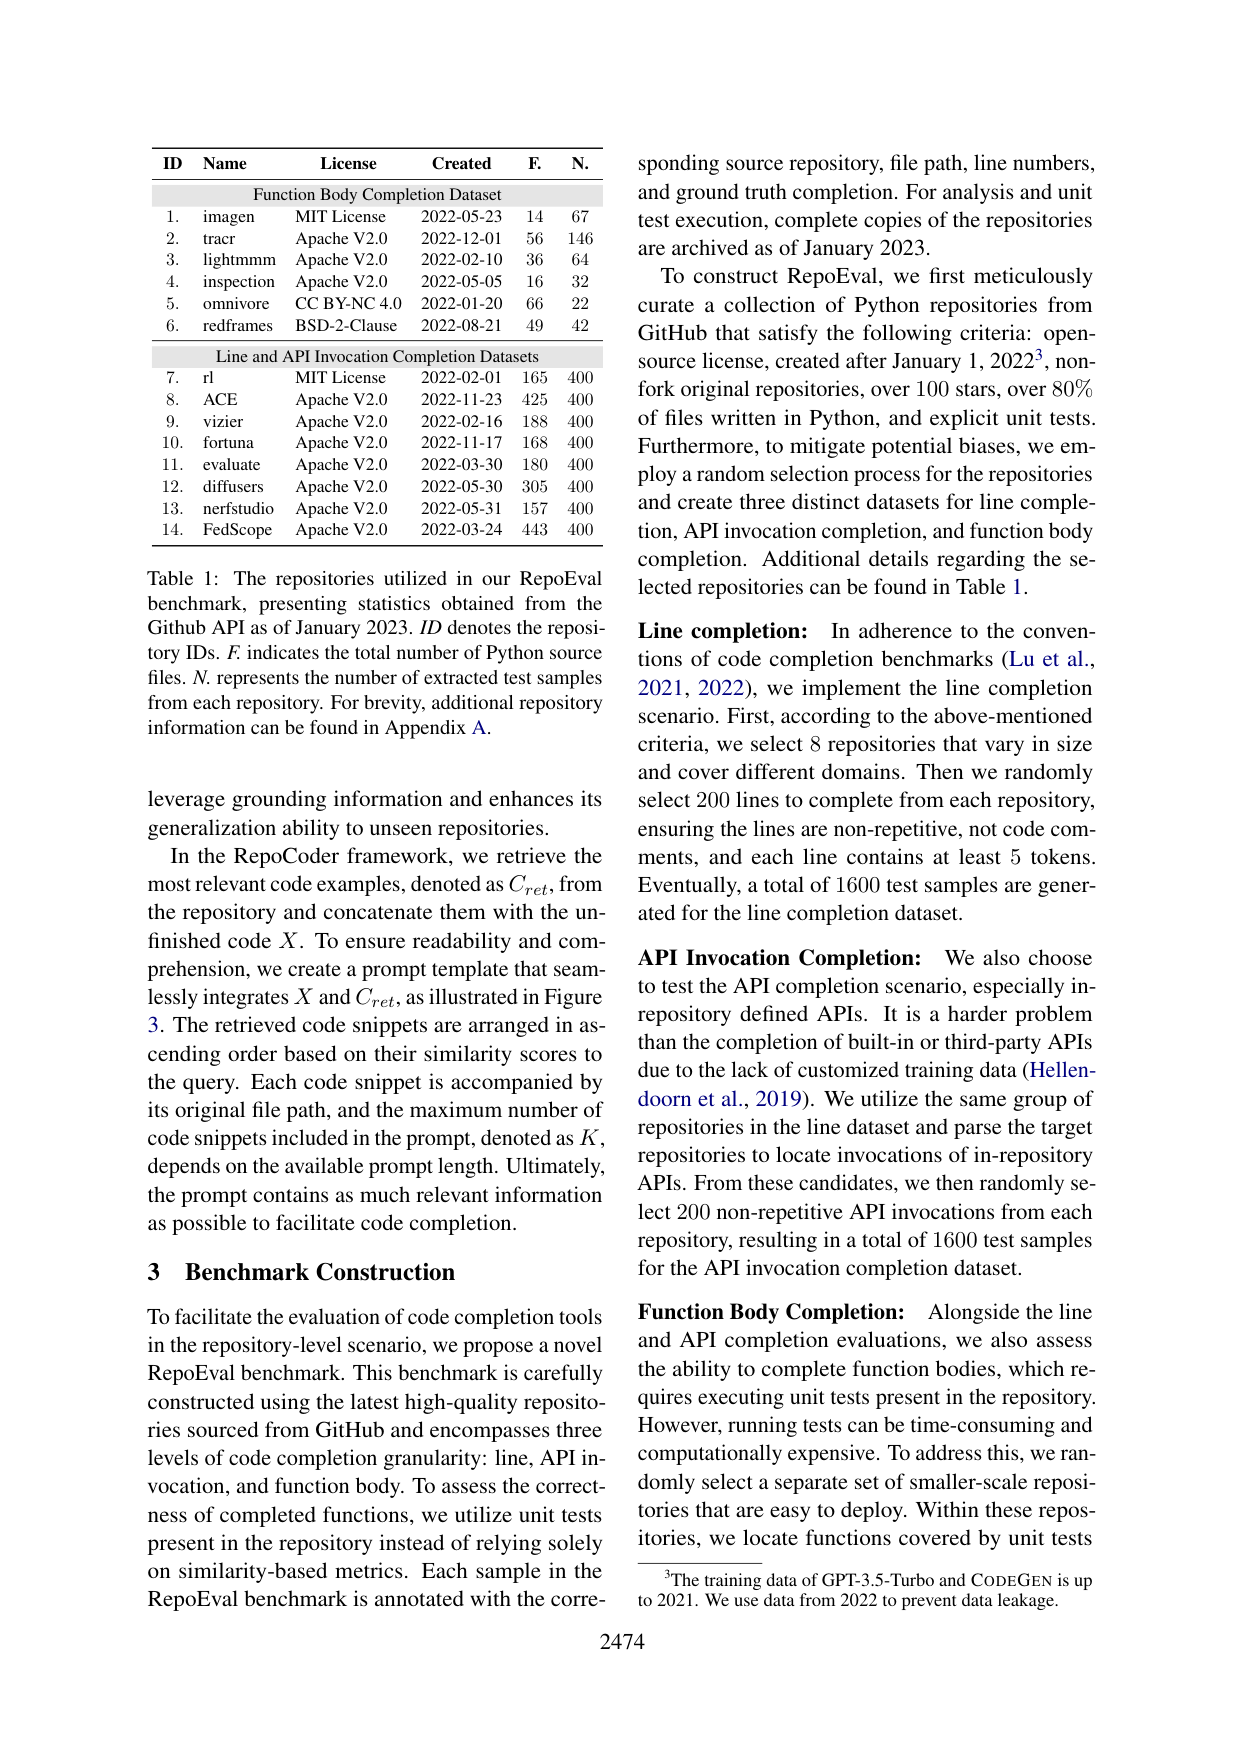 ID Name License Created F. N.
Function Body Completion Dataset
1. imagen MIT License 2022-05-23 14 67
2. tracr Apache V2.0 2022-12-01 56 146
3. lightmmm Apache V2.0 2022-02-10 36 64
4. inspection Apache V2.0 2022-05-05 16 32
5. omnivore CC BY-NC 4.0 2022-01-20 66 22
6. redframes BSD-2-Clause 2022-08-21 49 42
Line and API Invocation Completion Datasets
7. rl MIT License 2022-02-01 165 400
8. ACE Apache V2.0 2022-11-23 425 400
9. vizier Apache V2.0 2022-02-16 188 400
10. fortuna Apache V2.0 2022-11-17 168 400
11. evaluate Apache V2.0 2022-03-30 180 400
12. diffusers Apache V2.0 2022-05-30 305 400
13. nerfstudio Apache V2.0 2022-05-31 157 400
14. FedScope Apache V2.0 2022-03-24 443 400
Table 1: The repositories utilized in our RepoEval
benchmark, presenting statistics obtained from the
Github API as of January 2023. ID denotes the reposi-
tory IDs. F. indicates the total number of Python source
files. N. represents the number of extracted test samples
from each repository. For brevity, additional repository
information can be found in Appendix A.
leverage grounding information and enhances its
generalization ability to unseen repositories.
In the RepoCoder framework, we retrieve the
most relevant code examples, denoted as C_ret, from
the repository and concatenate them with the un-
finished code X. To ensure readability and com-
prehension, we create a prompt template that seam-
lessly integrates X and C_ret, as illustrated in Figure
3. The retrieved code snippets are arranged in as-
cending order based on their similarity scores to
the query. Each code snippet is accompanied by
its original file path, and the maximum number of
code snippets included in the prompt, denoted as K,
depends on the available prompt length. Ultimately,
the prompt contains as much relevant information
as possible to facilitate code completion.
3 Benchmark Construction
To facilitate the evaluation of code completion tools
in the repository-level scenario, we propose a novel
RepoEval benchmark. This benchmark is carefully
constructed using the latest high-quality reposito-
ries sourced from GitHub and encompasses three
levels of code completion granularity: line, API in-
vocation, and function body. To assess the correct-
ness of completed functions, we utilize unit tests
present in the repository instead of relying solely
on similarity-based metrics. Each sample in the
RepoEval benchmark is annotated with the corre-
sponding source repository, file path, line numbers,
and ground truth completion. For analysis and unit
test execution, complete copies of the repositories
are archived as of January 2023.
To construct RepoEval, we first meticulously
curate a collection of Python repositories from
GitHub that satisfy the following criteria: open-
source license, created after January 1, 2022³, non-
fork original repositories, over 100 stars, over 80%
of files written in Python, and explicit unit tests.
Furthermore, to mitigate potential biases, we em-
ploy a random selection process for the repositories
and create three distinct datasets for line comple-
tion, API invocation completion, and function body
completion. Additional details regarding the se-
lected repositories can be found in Table 1.
Line completion: In adherence to the conven-
tions of code completion benchmarks (Lu et al.,
2021, 2022), we implement the line completion
scenario. First, according to the above-mentioned
criteria, we select 8 repositories that vary in size
and cover different domains. Then we randomly
select 200 lines to complete from each repository,
ensuring the lines are non-repetitive, not code com-
ments, and each line contains at least 5 tokens.
Eventually, a total of 1600 test samples are gener-
ated for the line completion dataset.
API Invocation Completion: We also choose
to test the API completion scenario, especially in-
repository defined APIs. It is a harder problem
than the completion of built-in or third-party APIs
due to the lack of customized training data (Hellen-
doorn et al., 2019). We utilize the same group of
repositories in the line dataset and parse the target
repositories to locate invocations of in-repository
APIs. From these candidates, we then randomly se-
lect 200 non-repetitive API invocations from each
repository, resulting in a total of 1600 test samples
for the API invocation completion dataset.
Function Body Completion: Alongside the line
and API completion evaluations, we also assess
the ability to complete function bodies, which re-
quires executing unit tests present in the repository.
However, running tests can be time-consuming and
computationally expensive. To address this, we ran-
domly select a separate set of smaller-scale reposi-
tories that are easy to deploy. Within these repos-
itories, we locate functions covered by unit tests
³The training data of GPT-3.5-Turbo and CODEGEN is up
to 2021. We use data from 2022 to prevent data leakage.
2474